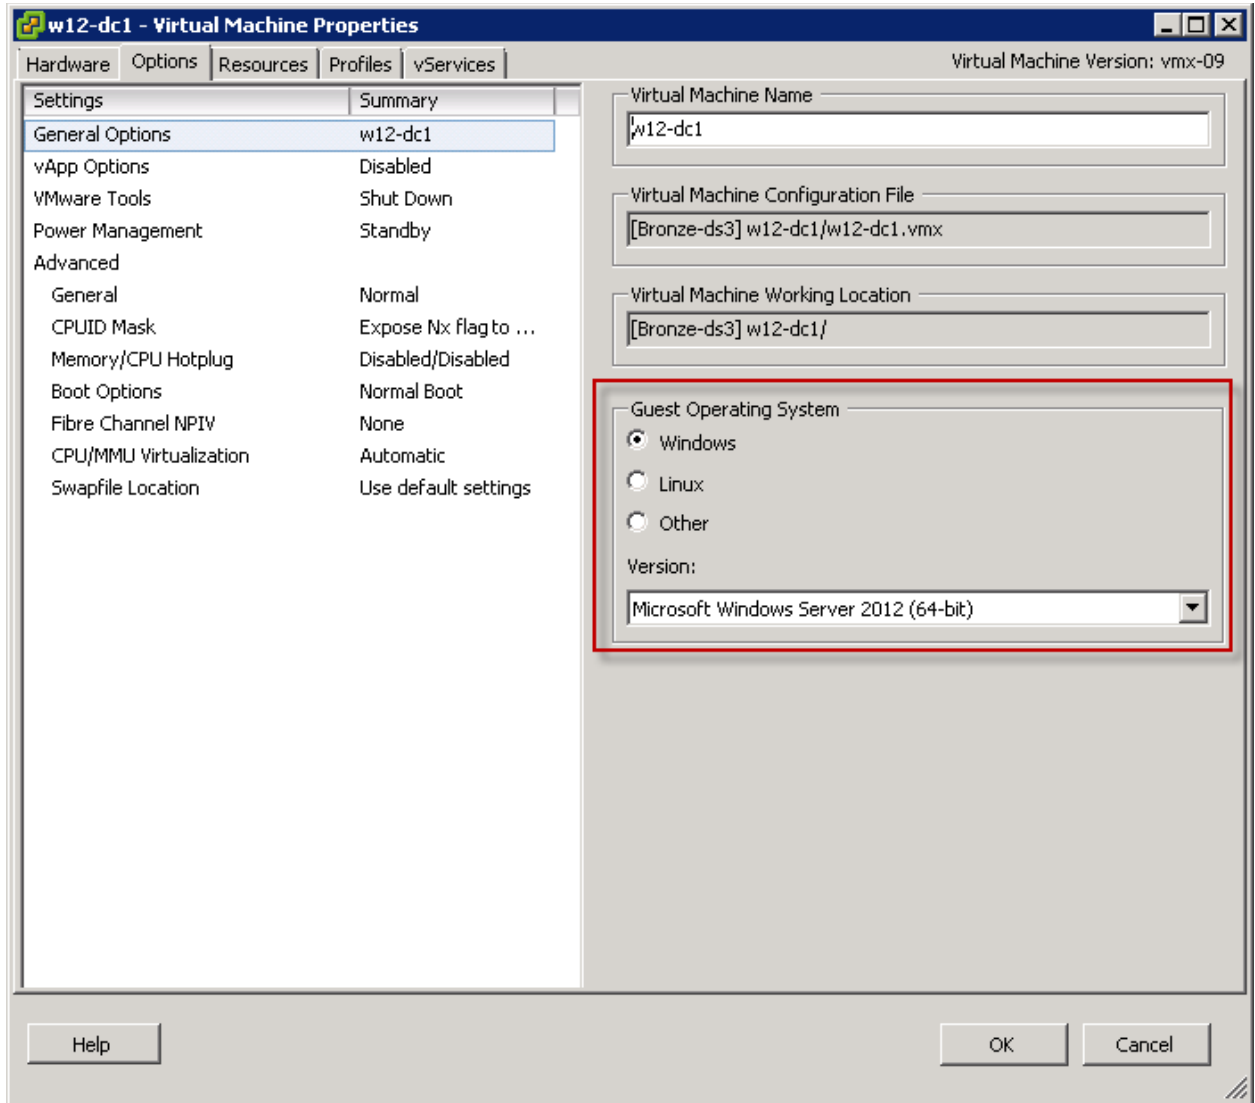 w12-dc1 - Virtual Machine Properties
Hardware Options Resources Profiles vServices Virtual Machine Version: vmx-09
Settings Summary
General Options w12-dc1
vApp Options Disabled
VMware Tools Shut Down
Power Management Standby
Advanced
General Normal
CPUID Mask Expose Nx flag to ...
Memory/CPU Hotplug Disabled/Disabled
Boot Options Normal Boot
Fibre Channel NPIV None
CPU/MMU Virtualization Automatic
Swapfile Location Use default settings
Virtual Machine Name
w12-dc1
Virtual Machine Configuration File
[Bronze-ds3] w12-dc1/w12-dc1.vmx
Virtual Machine Working Location
[Bronze-ds3] w12-dc1/
Guest Operating System
Windows
Linux
Other
Version:
Microsoft Windows Server 2012 (64-bit)
Help OK Cancel